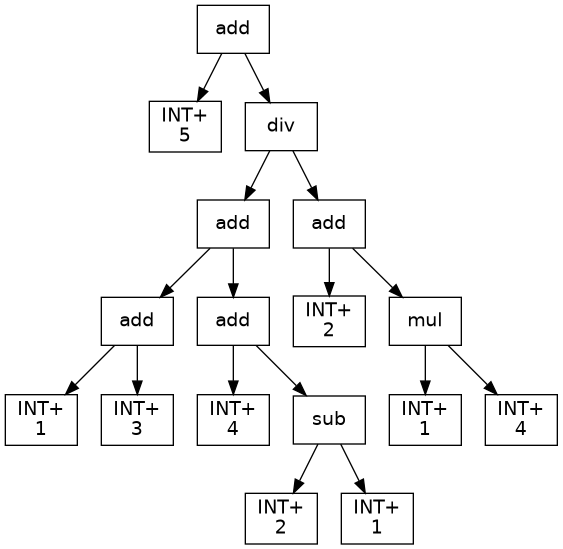 add
INT+
5
div
add
add
add
add
INT+
2
mul
INT+
1
INT+
3
INT+
4
sub
INT+
1
INT+
4
INT+
2
INT+
1